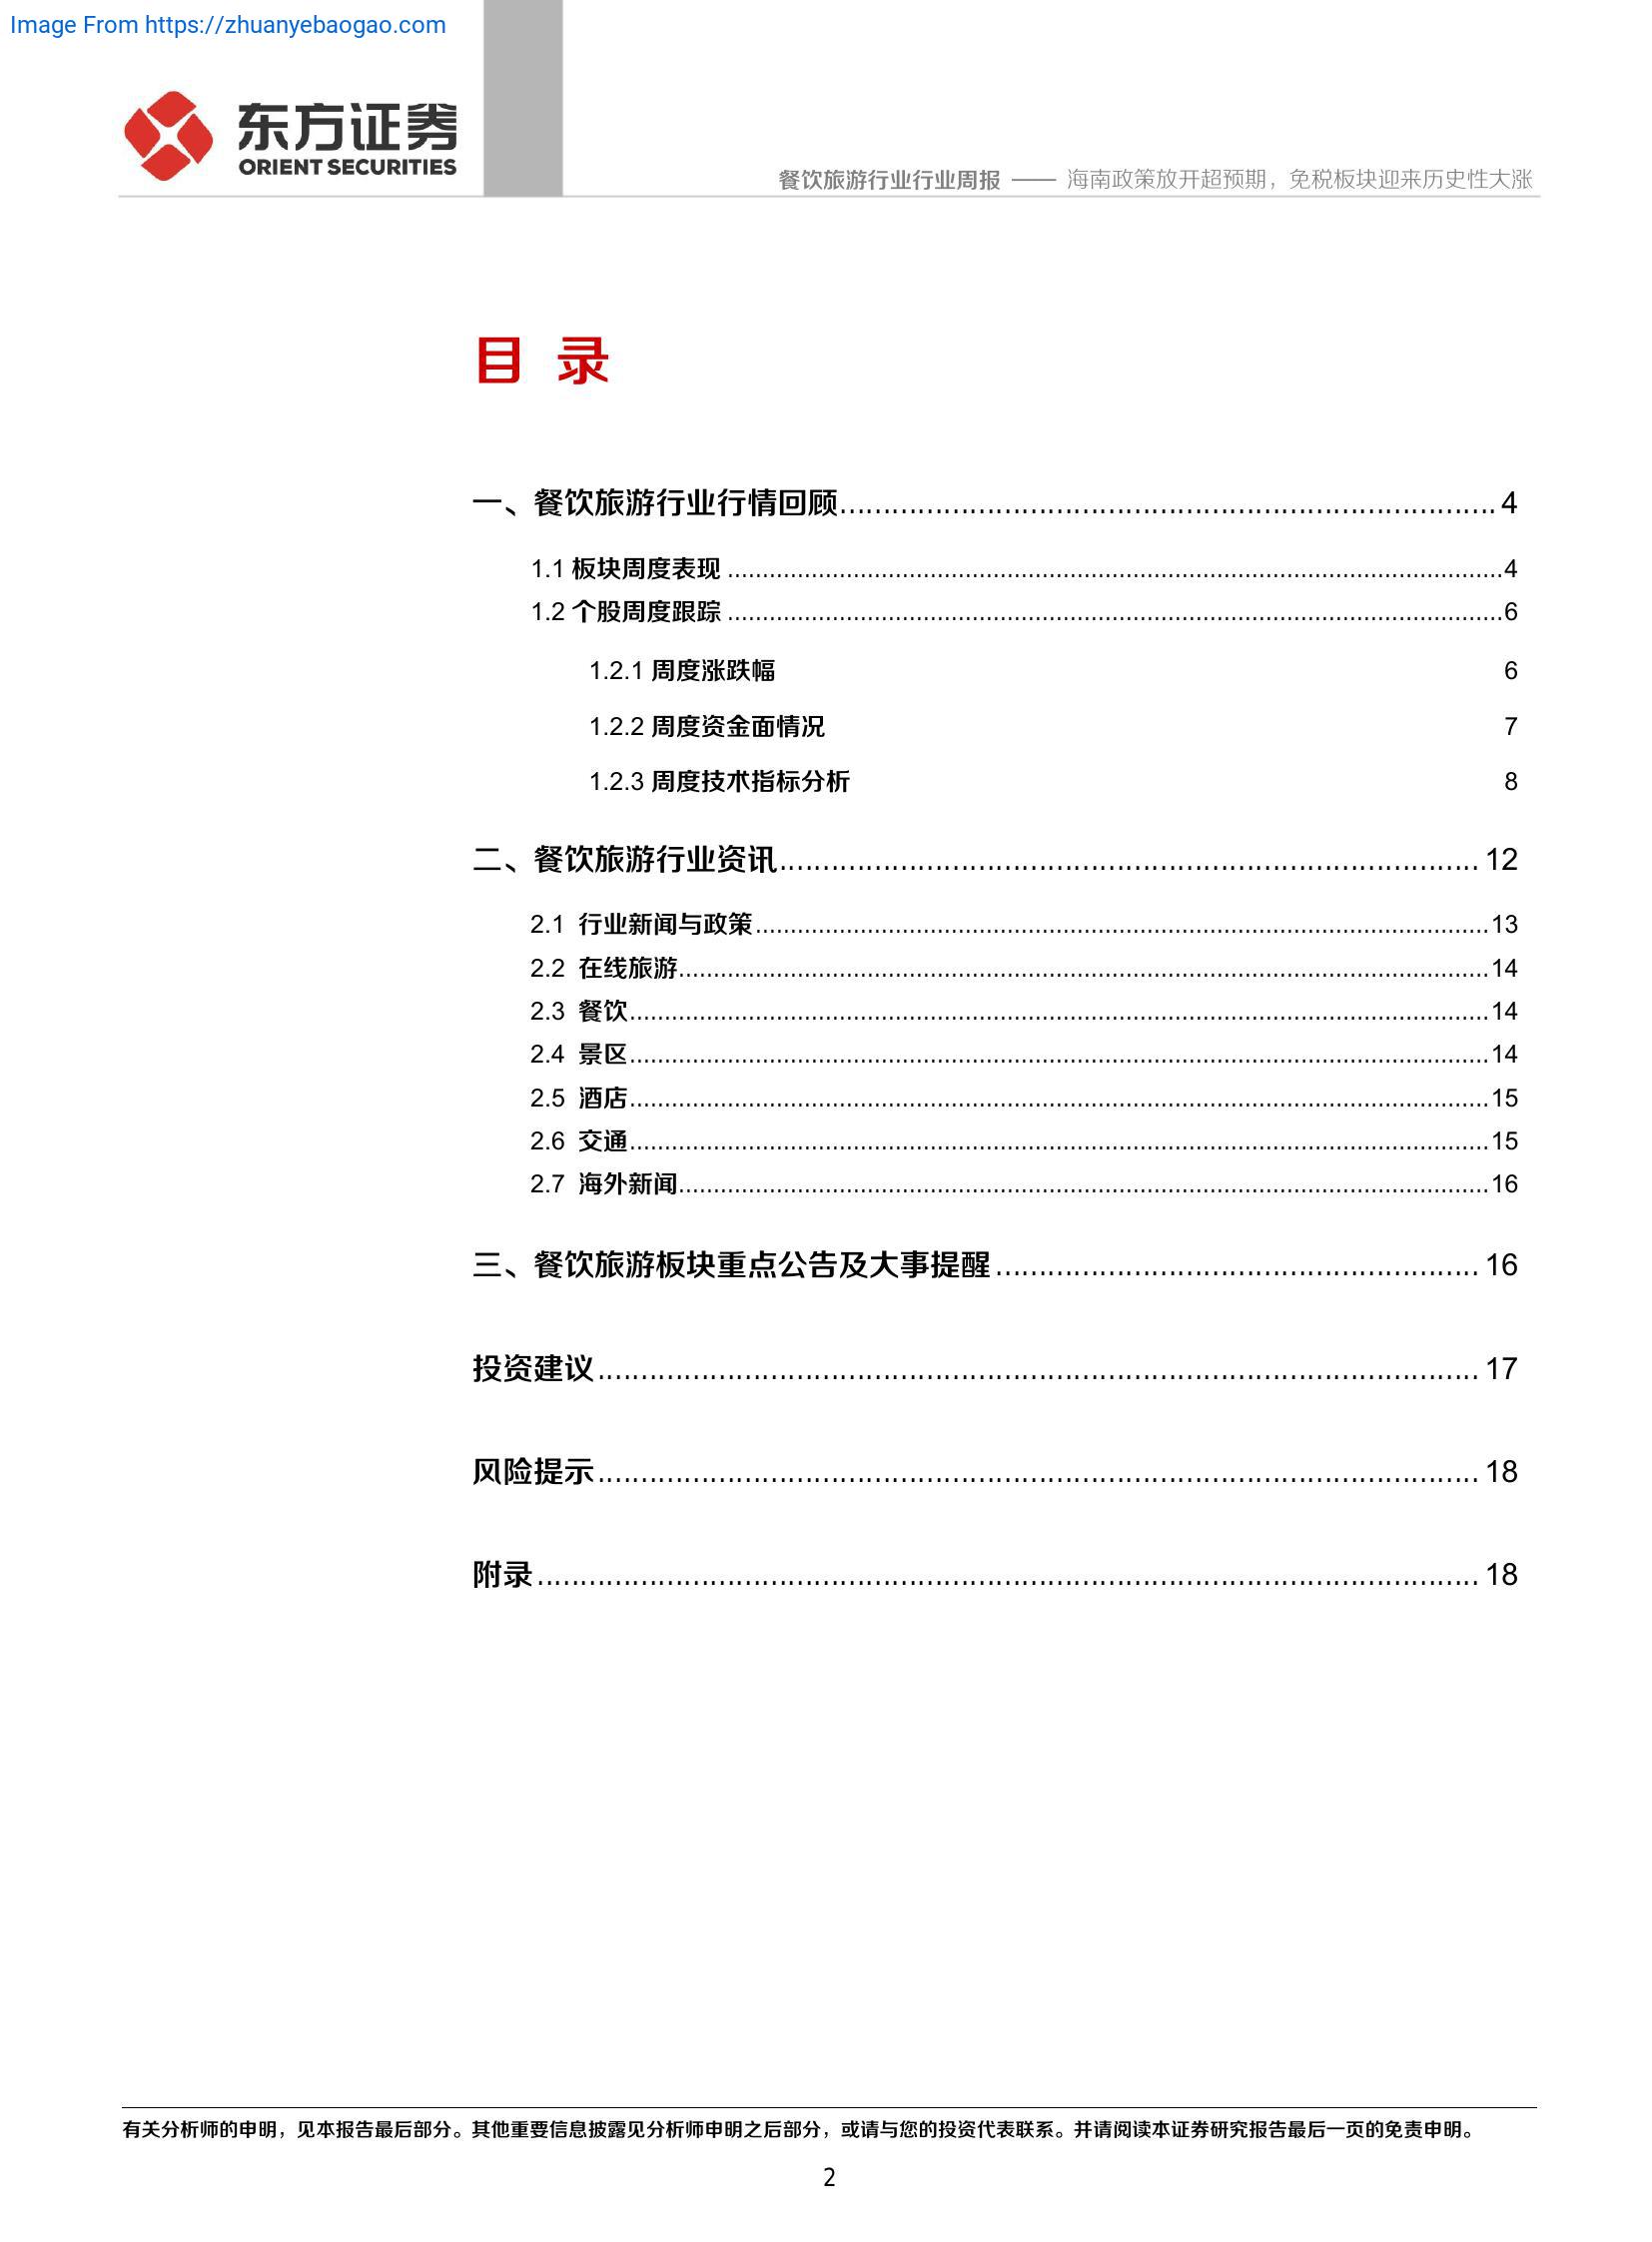 Image From https://zhuanyebaogao.com
东方证券
ORIENT SECURITIES
餐饮旅游行业行业周报 —— 海南政策放开超预期，免税板块迎来历史性大涨
目 录
一、餐饮旅游行业行情回顾 4
1.1 板块周度表现 4
1.2 个股周度跟踪 6
1.2.1 周度涨跌幅 6
1.2.2 周度资金面情况 7
1.2.3 周度技术指标分析 8
二、餐饮旅游行业资讯 12
2.1 行业新闻与政策 13
2.2 在线旅游 14
2.3 餐饮 14
2.4 景区 14
2.5 酒店 15
2.6 交通 15
2.7 海外新闻 16
三、餐饮旅游板块重点公告及大事提醒 16
投资建议 17
风险提示 18
附录 18
有关分析师的申明，见本报告最后部分。其他重要信息披露见分析师申明之后部分，或请与您的投资代表联系。并请阅读本证券研究报告最后一页的免责申明。
2